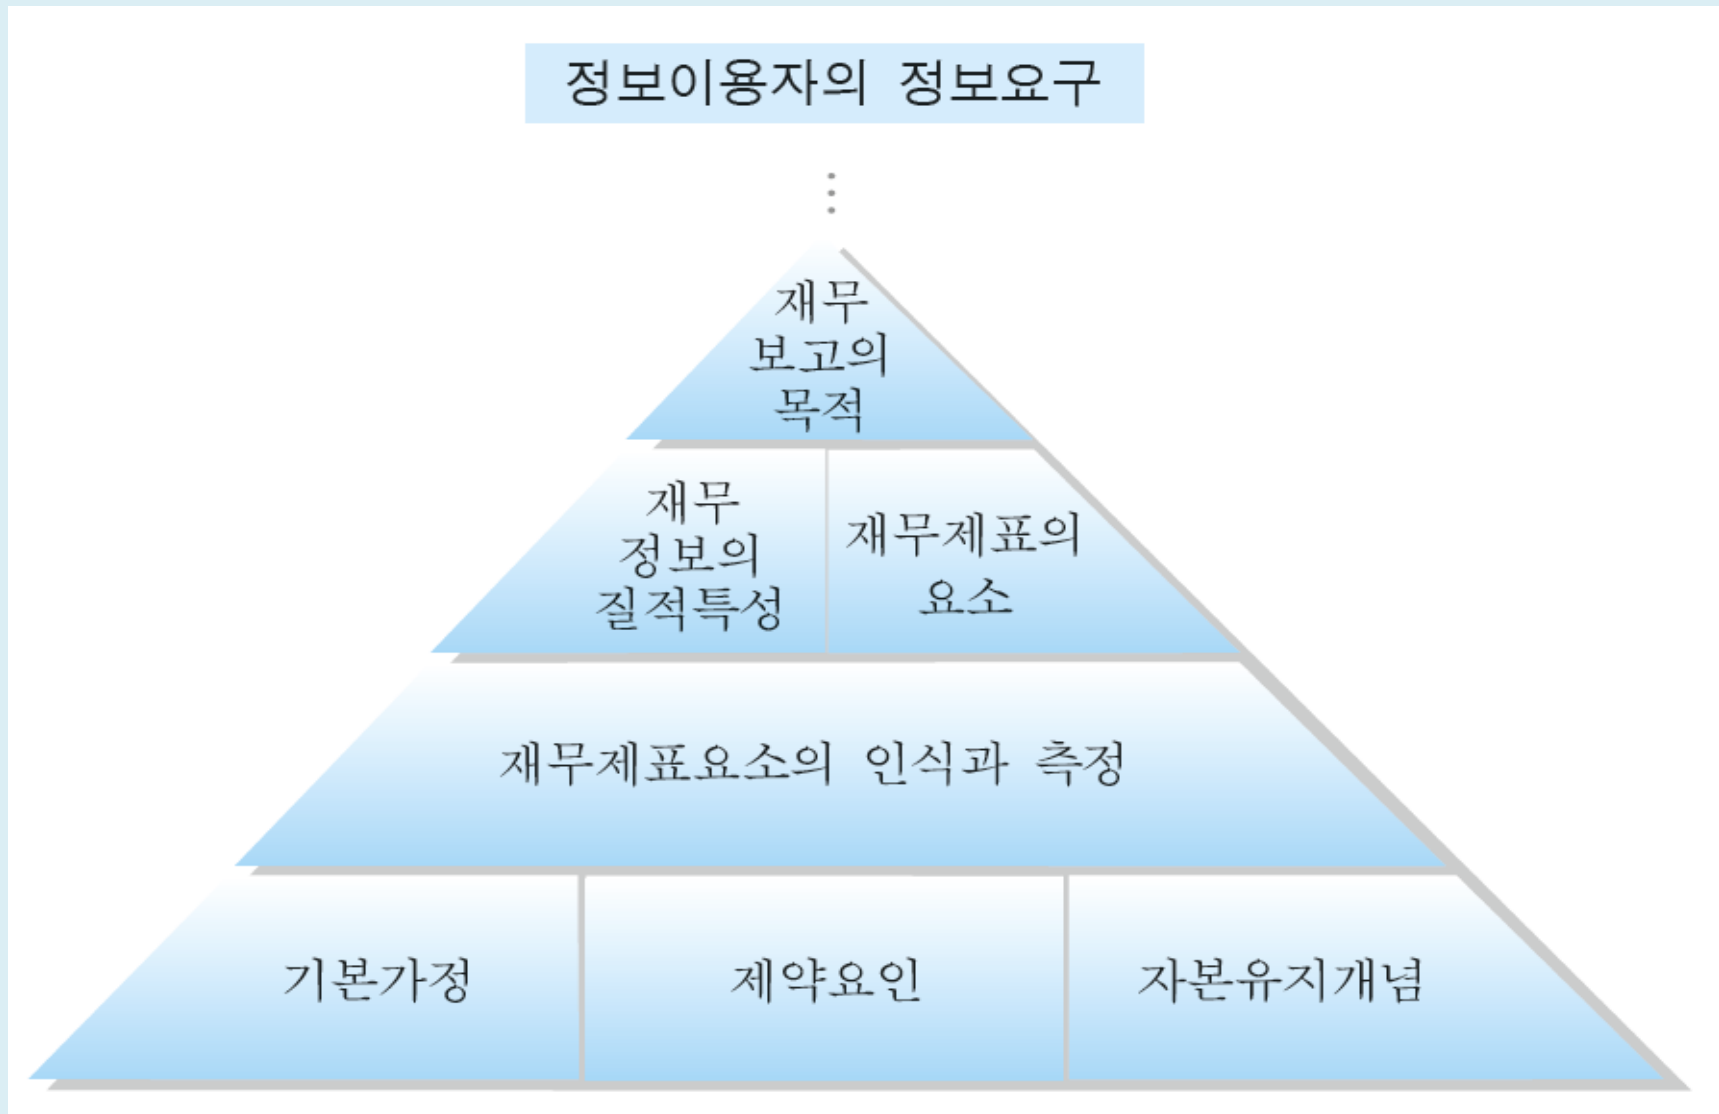 정보이용자의 정보요구
재무
보고의
목적
재무
정보의
질적특성
재무제표의
요소
재무제표요소의 인식과 측정
기본가정
제약요인
자본유지개념